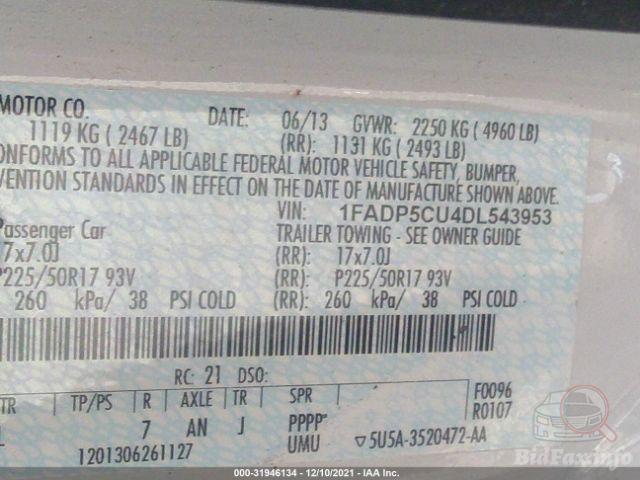 MOTOR CO. DATE: 06/13 GVWR: 2250 KG ( 4960 LB)
1119 KG ( 2467 LB) (RR): 1131 KG ( 2493 LB)
ONFORMS TO ALL APPLICABLE FEDERAL MOTOR VEHICLE SAFETY, BUMPER,
VENTION STANDARDS IN EFFECT ON THE DATE OF MANUFACTURE SHOWN ABOVE.
VIN: 1FADP5CU4DL543953
Passenger Car TRAILER TOWING - SEE OWNER GUIDE
17x7.0J (RR): 17x7.0J
P225/50R17 93V (RR): P225/50R17 93V
260 kPa/ 38 PSI COLD (RR): 260 kPa/ 38 PSI COLD
RC: 21 DSO:
TR TP/PS R AXLE TR SPR F0096
R0107
L 7 AN J PPPP
UMU ▽5U5A-3520472-AA
1201306261127
000-31946134 - 12/10/2021 - IAA Inc.
BidFax.info